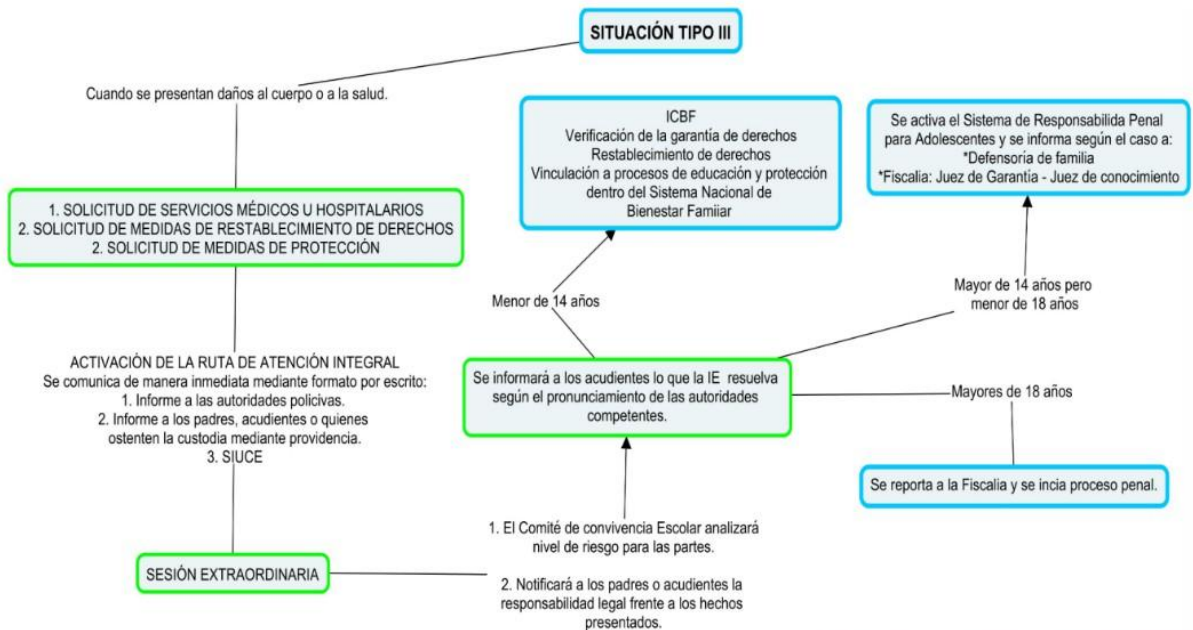 SITUACIÓN TIPO III
Cuando se presentan daños al cuerpo o a la salud.
1. SOLICITUD DE SERVICIOS MÉDICOS U HOSPITALARIOS
2. SOLICITUD DE MEDIDAS DE RESTABLECIMIENTO DE DERECHOS
2. SOLICITUD DE MEDIDAS DE PROTECCIÓN
ACTIVACIÓN DE LA RUTA DE ATENCIÓN INTEGRAL
Se comunica de manera inmediata mediante formato por escrito:
1. Informe a las autoridades policivas.
2. Informe a los padres, acudientes o quienes
ostenten la custodia mediante providencia.
3. SIUCE
SESIÓN EXTRAORDINARIA
1. El Comité de convivencia Escolar analizará
nivel de riesgo para las partes.
2. Notificará a los padres o acudientes la
responsabilidad legal frente a los hechos
presentados.
Se informará a los acudientes lo que la IE resuelva
según el pronunciamiento de las autoridades
competentes.
Menor de 14 años
ICBF
Verificación de la garantía de derechos
Restablecimiento de derechos
Vinculación a procesos de educación y protección
dentro del Sistema Nacional de
Bienestar Famiiar
Mayor de 14 años pero
menor de 18 años
Se activa el Sistema de Responsabilida Penal
para Adolescentes y se informa según el caso a:
*Defensoría de familia
*Fiscalia: Juez de Garantía - Juez de conocimiento
Mayores de 18 años
Se reporta a la Fiscalia y se incia proceso penal.